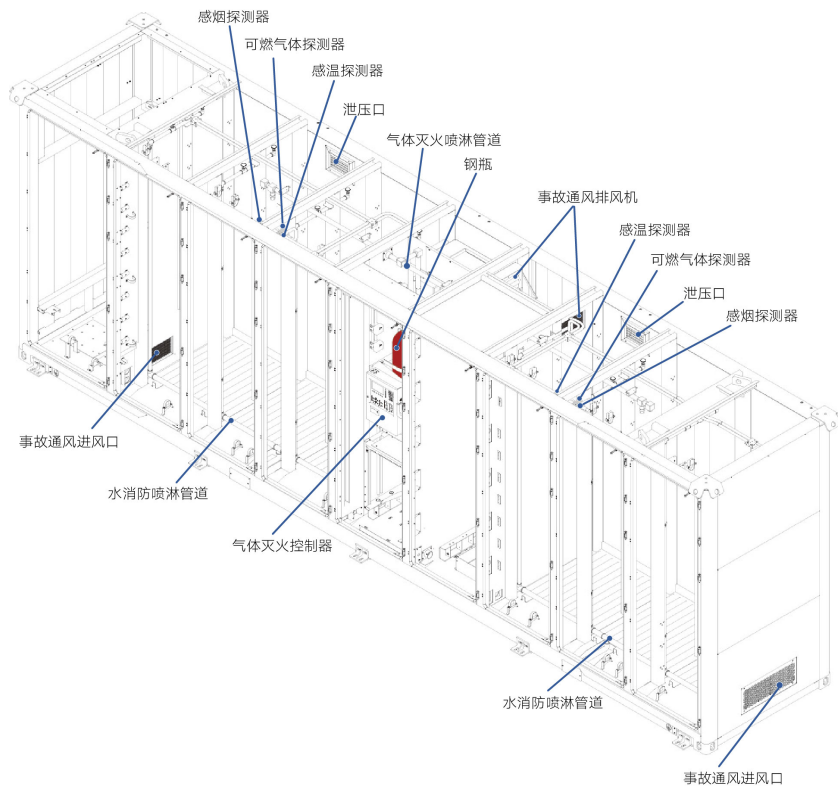 感烟探测器
可燃气体探测器
感温探测器
泄压口
气体灭火喷淋管道
钢瓶
事故通风排风机
感温探测器
可燃气体探测器
泄压口
感烟探测器
事故通风进风口
水消防喷淋管道
气体灭火控制器
水消防喷淋管道
事故通风进风口